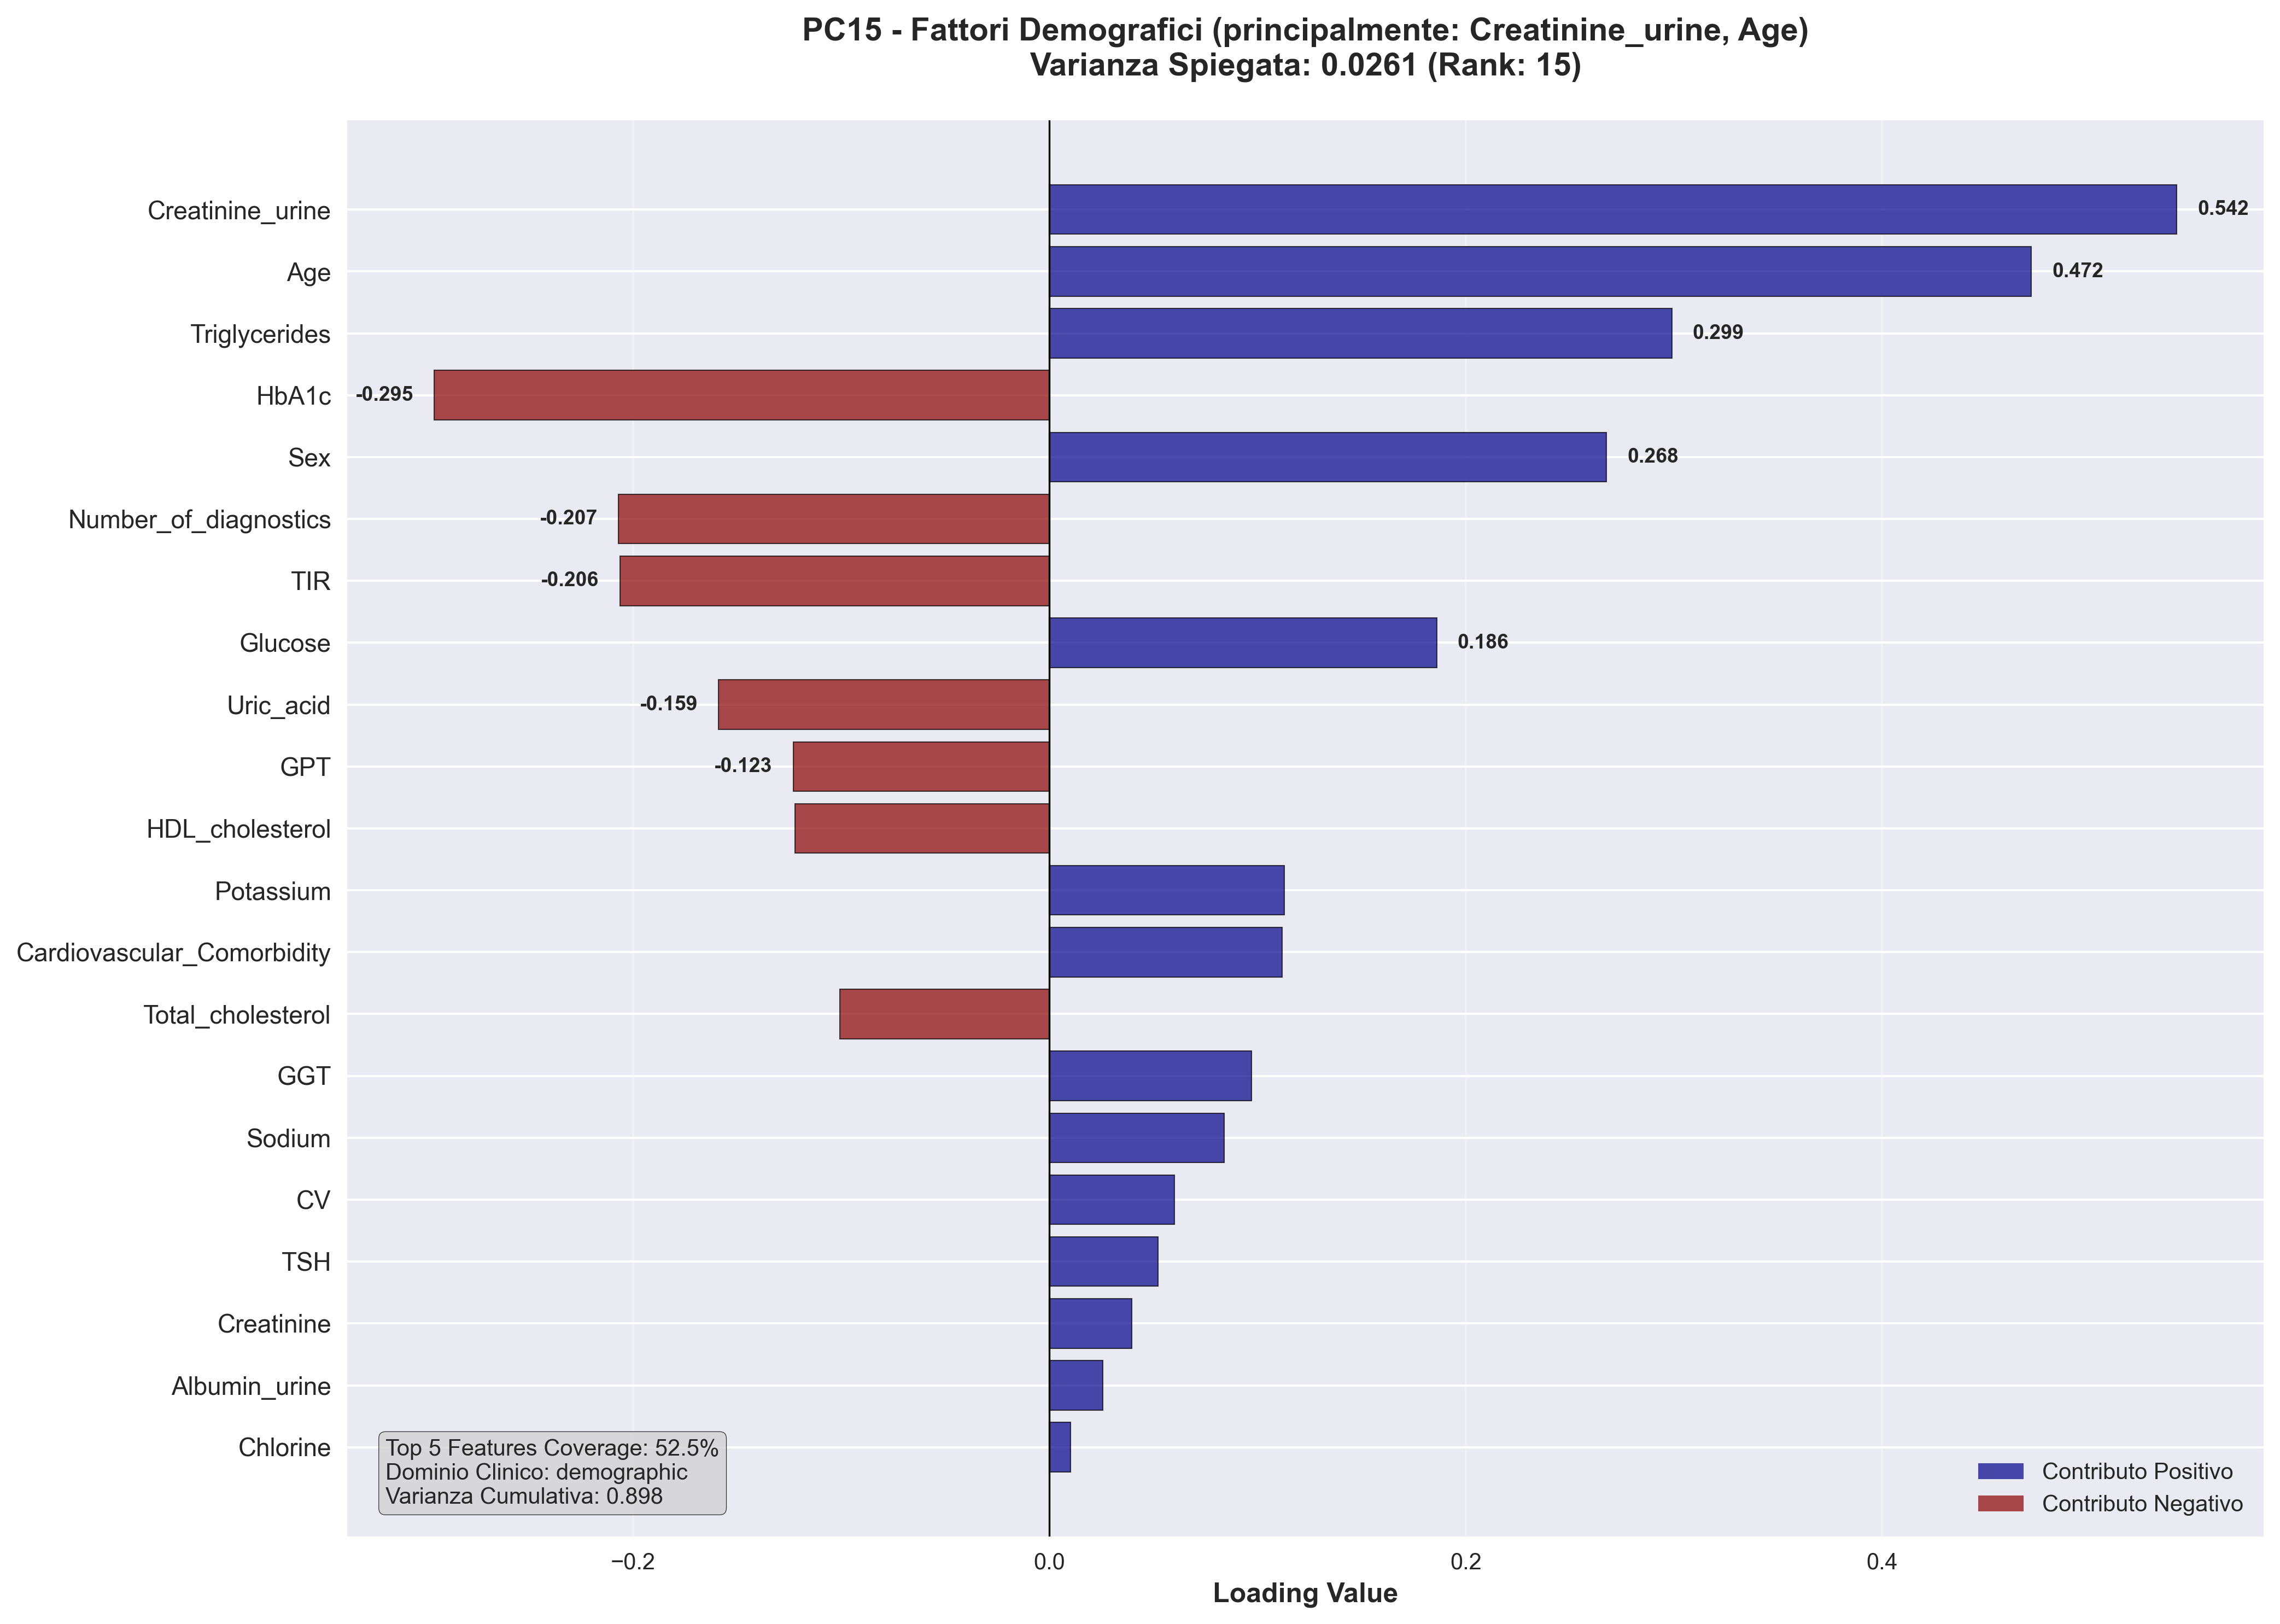 PC15 - Fattori Demografici (principalmente: Creatinine_urine, Age)
Varianza Spiegata: 0.0261 (Rank: 15)
Creatinine_urine
0.542
Age
0.472
Triglycerides
0.299
HbA1c
-0.295
Sex
0.268
Number_of_diagnostics
-0.207
TIR
-0.206
Glucose
0.186
Uric_acid
-0.159
GPT
-0.123
HDL_cholesterol
Potassium
Cardiovascular_Comorbidity
Total_cholesterol
GGT
Sodium
CV
TSH
Creatinine
Albumin_urine
Chlorine
Top 5 Features Coverage: 52.5%
Dominio Clinico: demographic
Varianza Cumulativa: 0.898
Contributo Positivo
Contributo Negativo
−0.2
0.0
0.2
0.4
Loading Value